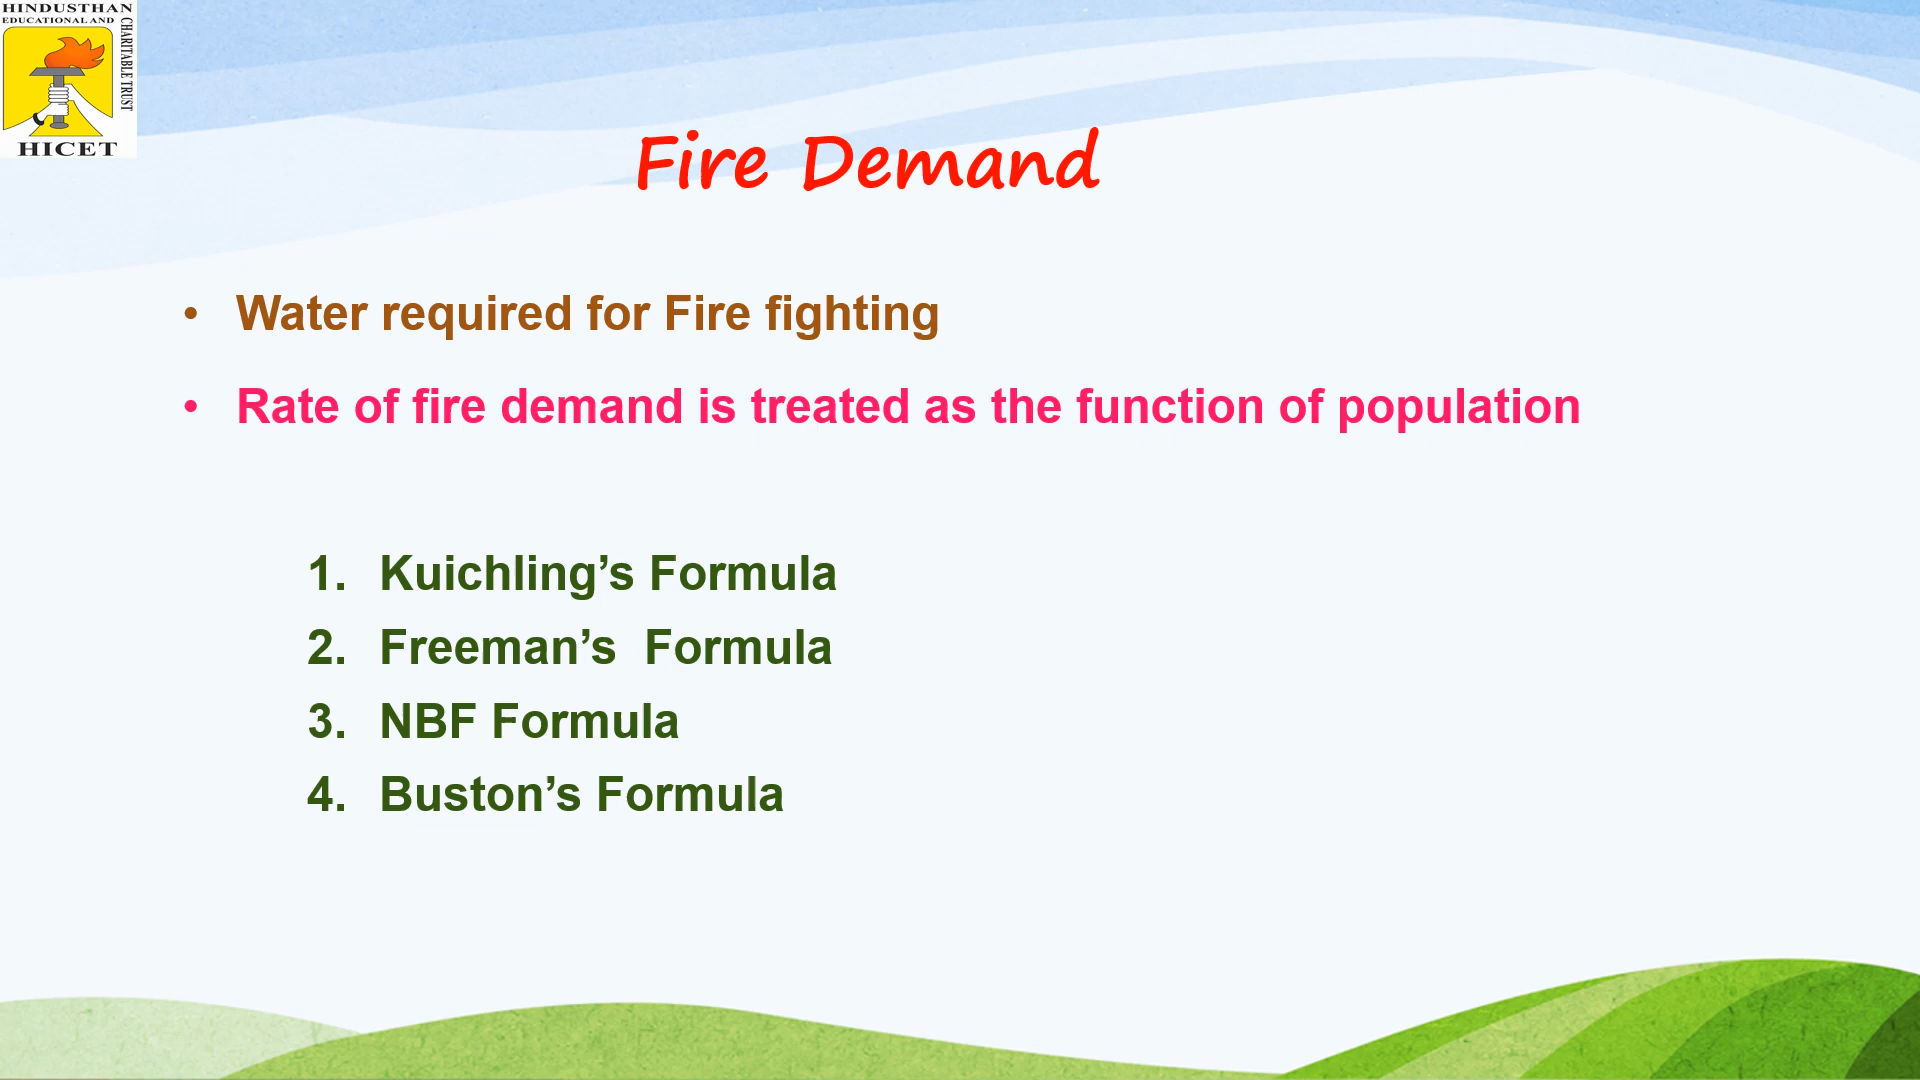 HINDUSTHAN
EDUCATIONAL AND
CHARITABLE TRUST
HICET
Fire Demand
• Water required for Fire fighting
• Rate of fire demand is treated as the function of population
1. Kuichling’s Formula
2. Freeman’s  Formula
3. NBF Formula
4. Buston’s Formula